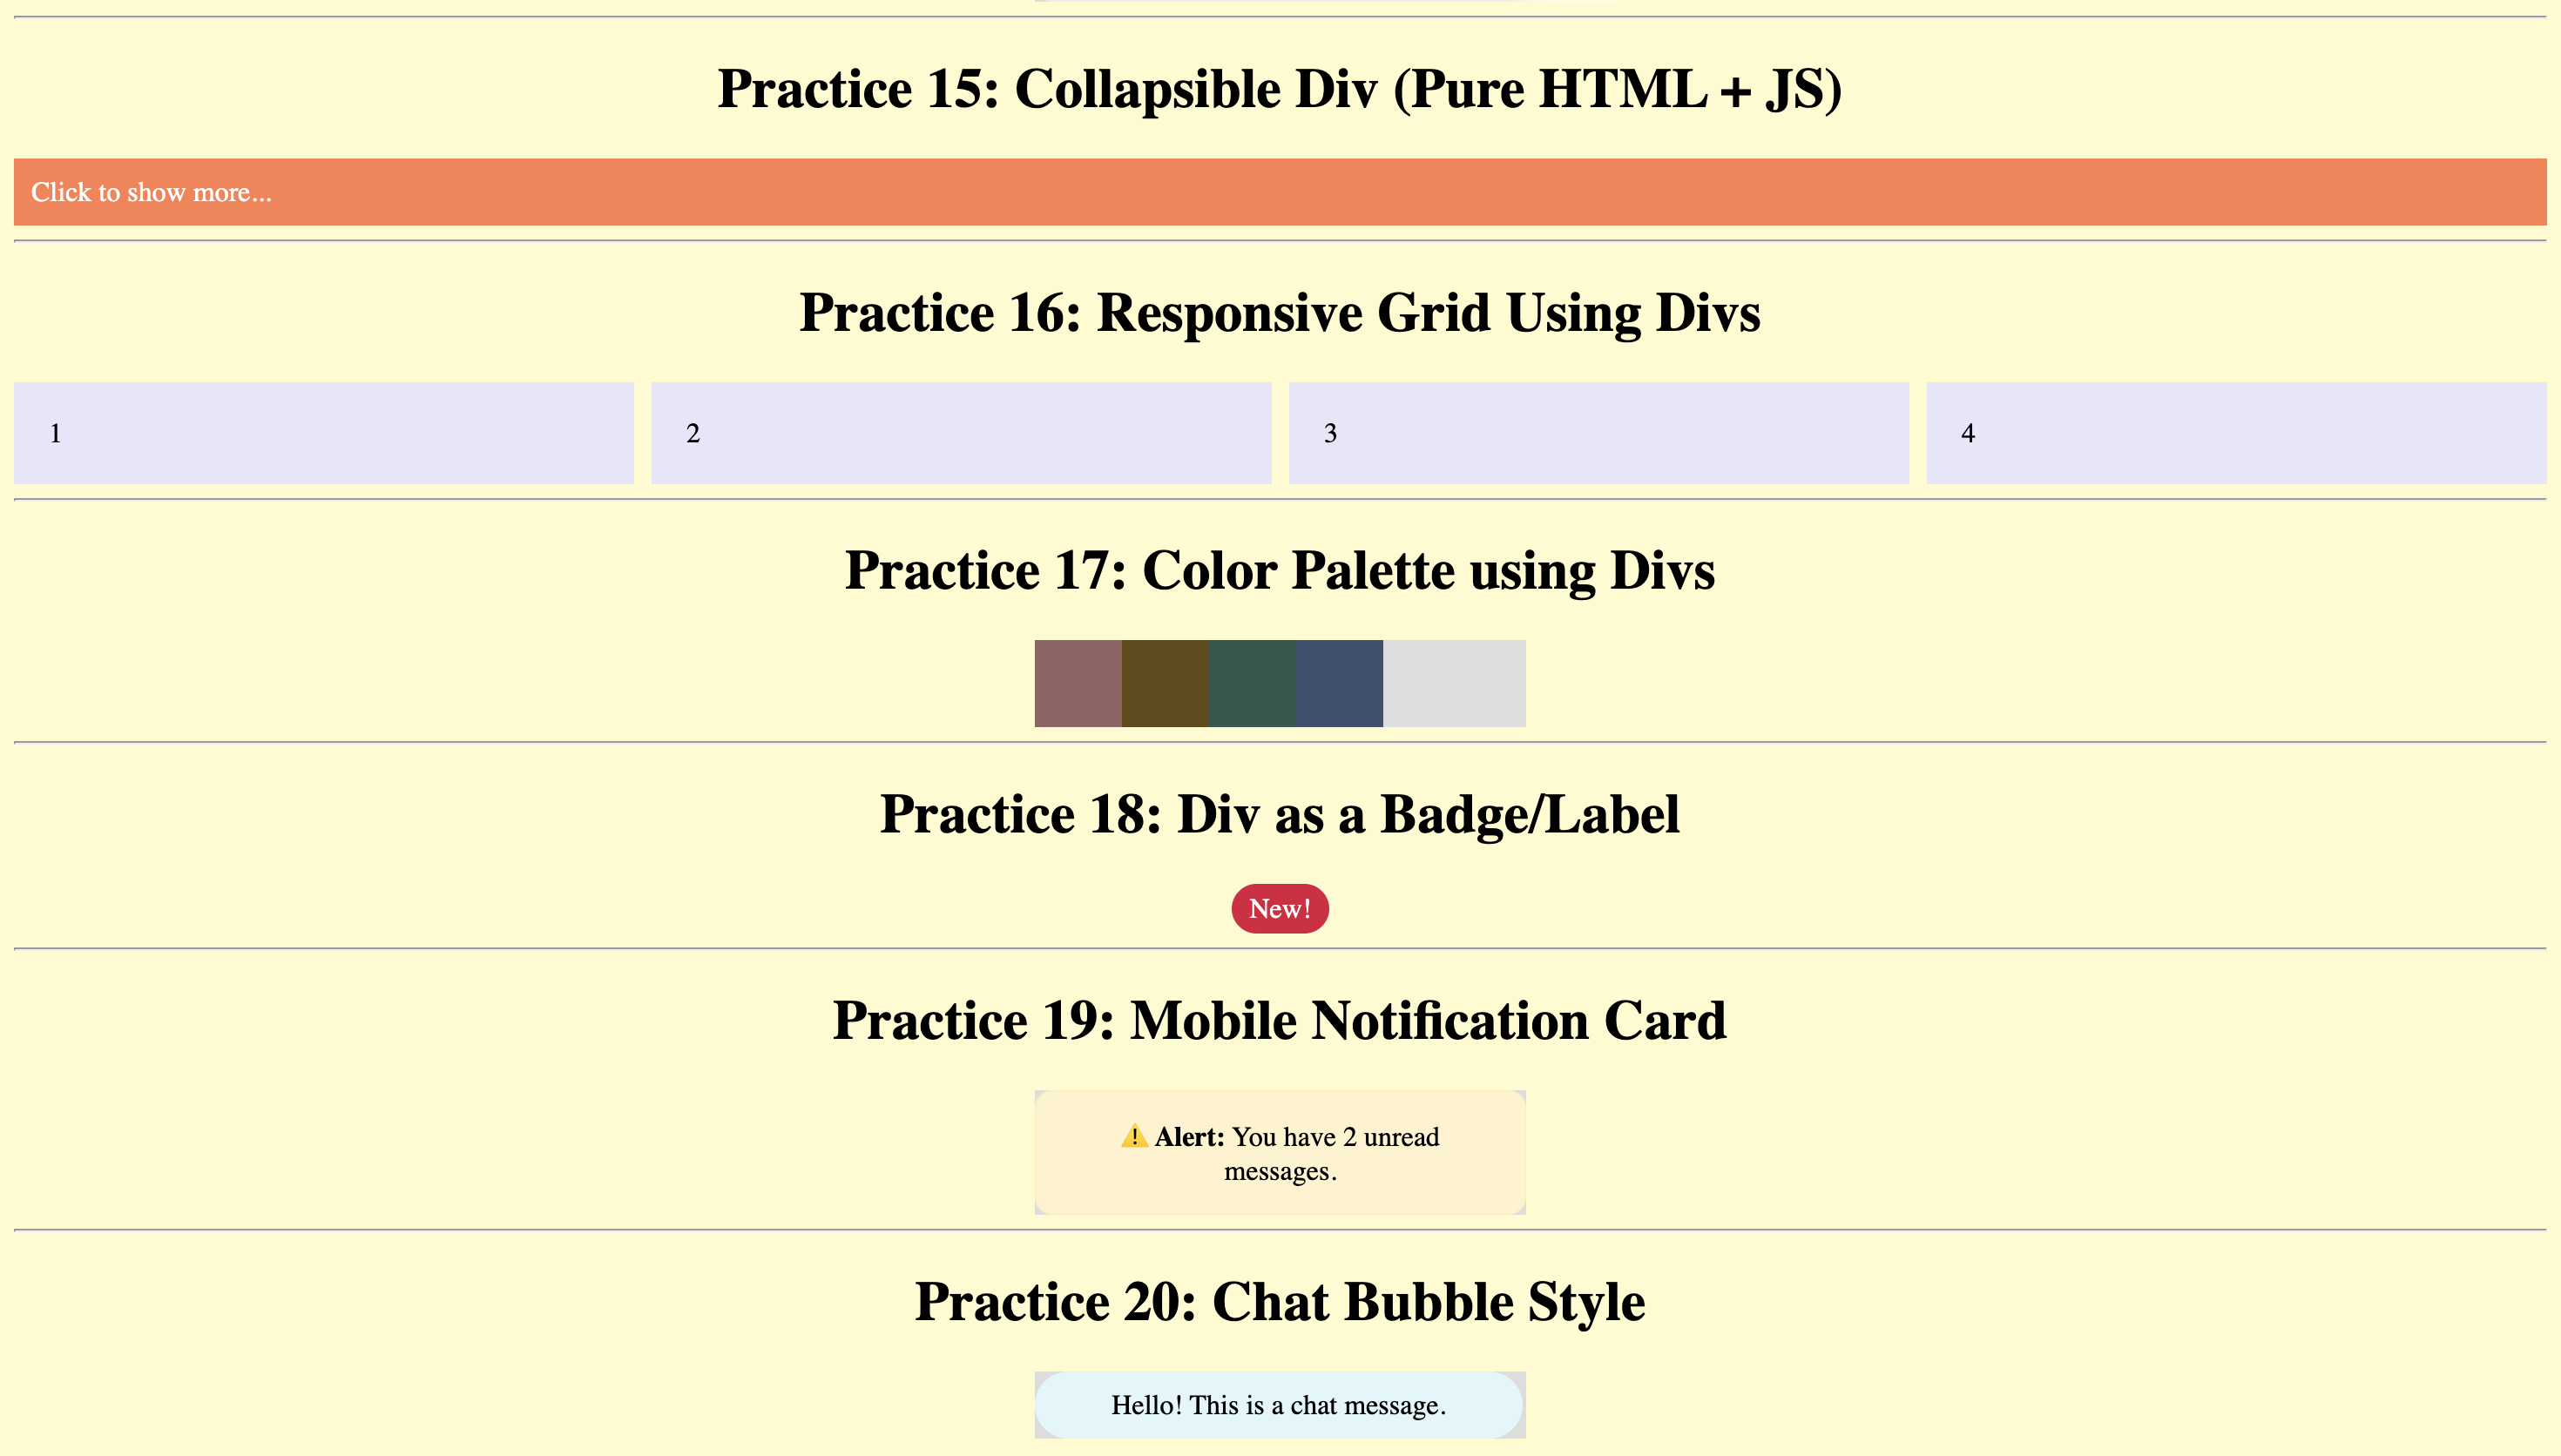 Practice 15: Collapsible Div (Pure HTML + JS)
Click to show more...
Practice 16: Responsive Grid Using Divs
1
2
3
4
Practice 17: Color Palette using Divs
Practice 18: Div as a Badge/Label
New!
Practice 19: Mobile Notification Card
⚠️ Alert: You have 2 unread
messages.
Practice 20: Chat Bubble Style
Hello! This is a chat message.